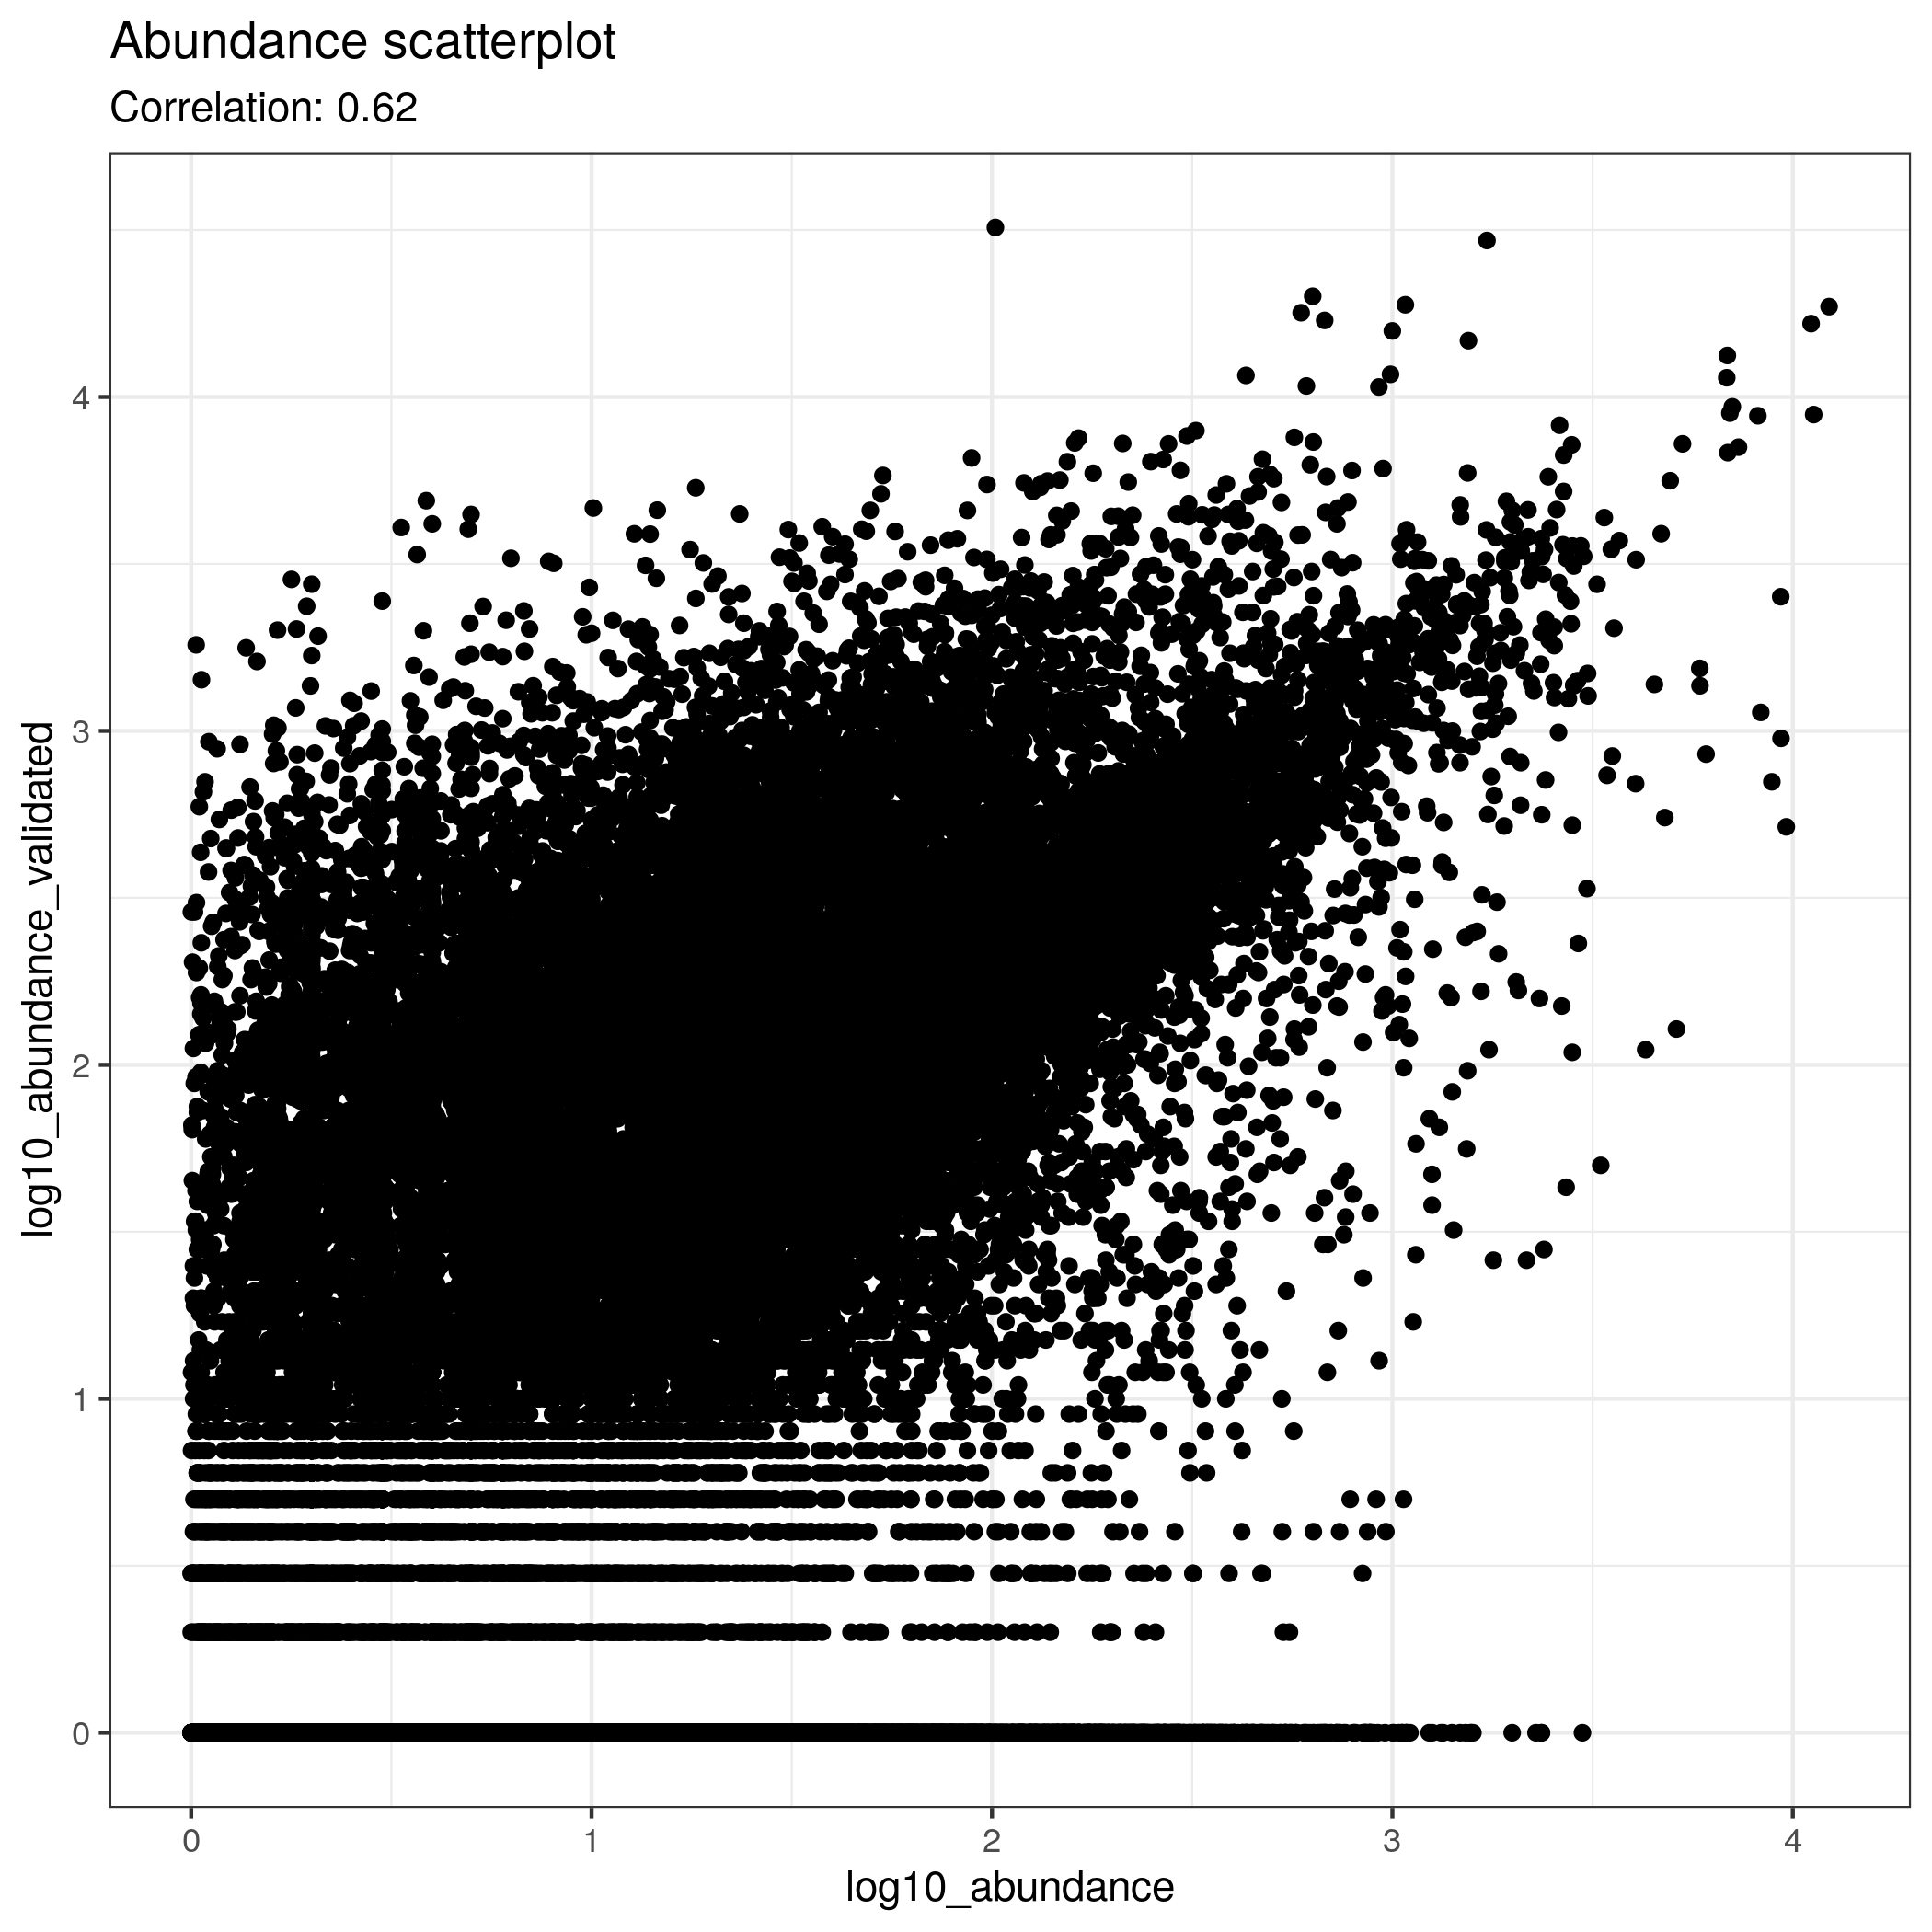 Abundance scatterplot
Correlation: 0.62
log10_abundance_validated
4
3
2
1
0
0 1 2 3 4
log10_abundance